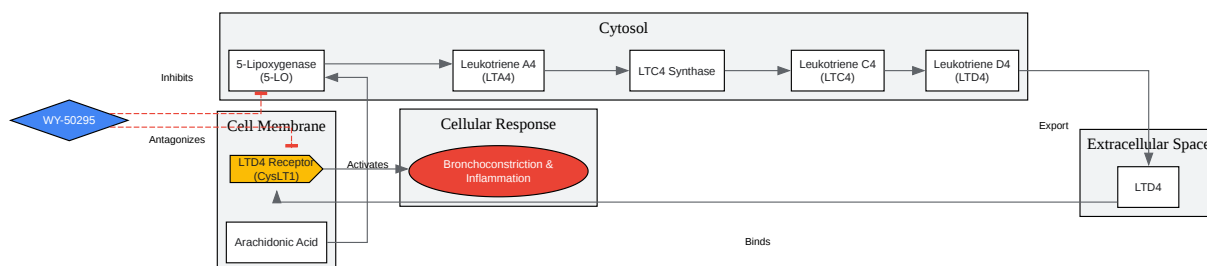 Cytosol
5-Lipoxygenase
(5-LO)
Leukotriene A4
(LTA4)
LTC4 Synthase
Leukotriene C4
(LTC4)
Leukotriene D4
(LTD4)
Inhibits
WY-50295
Antagonizes
Cell Membrane
LTD4 Receptor
(CysLT1)
Activates
Arachidonic Acid
Cellular Response
Bronchoconstriction &
Inflammation
Export
Extracellular Space
LTD4
Binds